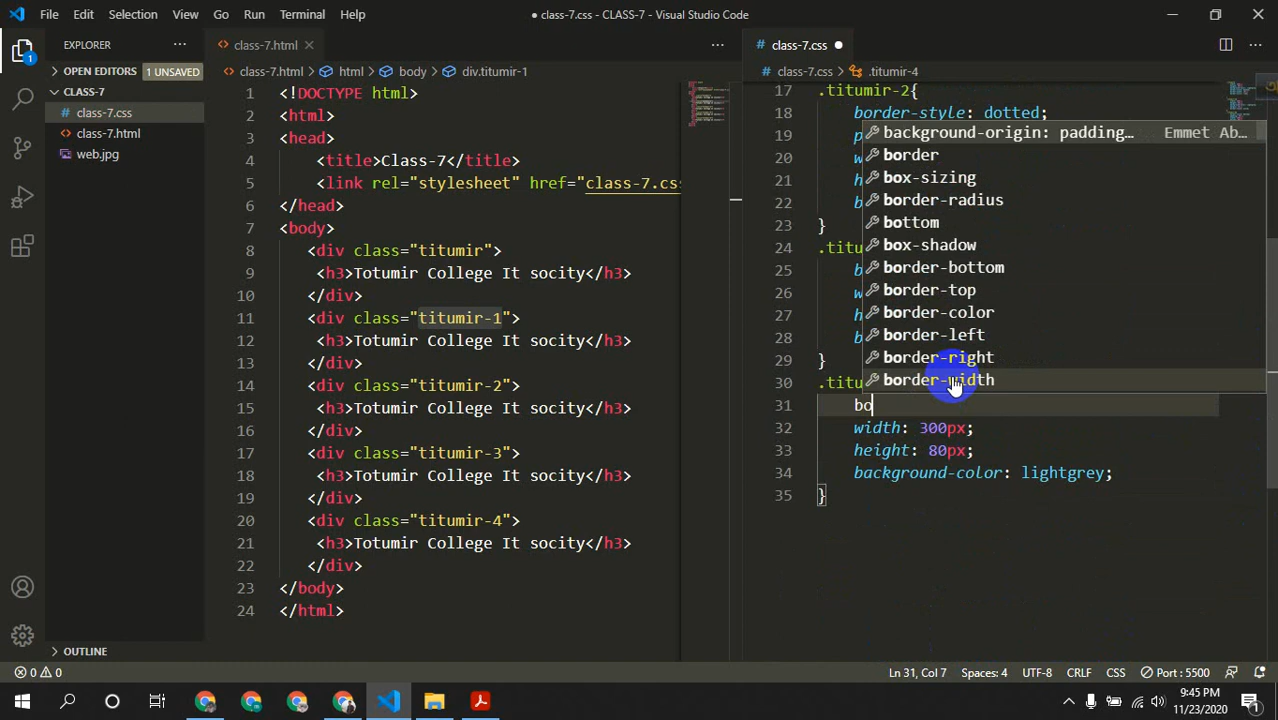 File Edit Selection View Go Run Terminal Help
● class-7.css - CLASS-7 - Visual Studio Code
EXPLORER
OPEN EDITORS 1 UNSAVED
CLASS-7
class-7.css
class-7.html
web.jpg
OUTLINE
class-7.html
class-7.html > html > body > div.titumir-1
1 <!DOCTYPE html>
2 <html>
3 <head>
4 <title>Class-7</title>
5 <link rel="stylesheet" href="class-7.css
6 </head>
7 <body>
8 <div class="titumir">
9 <h3>Totumir College It socity</h3>
10 </div>
11 <div class="titumir-1">
12 <h3>Totumir College It socity</h3>
13 </div>
14 <div class="titumir-2">
15 <h3>Totumir College It socity</h3>
16 </div>
17 <div class="titumir-3">
18 <h3>Totumir College It socity</h3>
19 </div>
20 <div class="titumir-4">
21 <h3>Totumir College It socity</h3>
22 </div>
23 </body>
24 </html>
class-7.css ●
class-7.css > .titumir-4
17 .titumir-2{
18 border-style: dotted;
19 p
20 w
21 h
22 b
23 }
24 .titu
25 b
26 w
27 h
28 b
29 }
30 .titu
31 bo
32 width: 300px;
33 height: 80px;
34 background-color: lightgrey;
35 }
background-origin: padding… Emmet Ab…
border
box-sizing
border-radius
bottom
box-shadow
border-bottom
border-top
border-color
border-left
border-right
border-width
1
0 0 Ln 31, Col 7 Spaces: 4 UTF-8 CRLF CSS Port : 5500
9:45 PM
11/23/2020
1